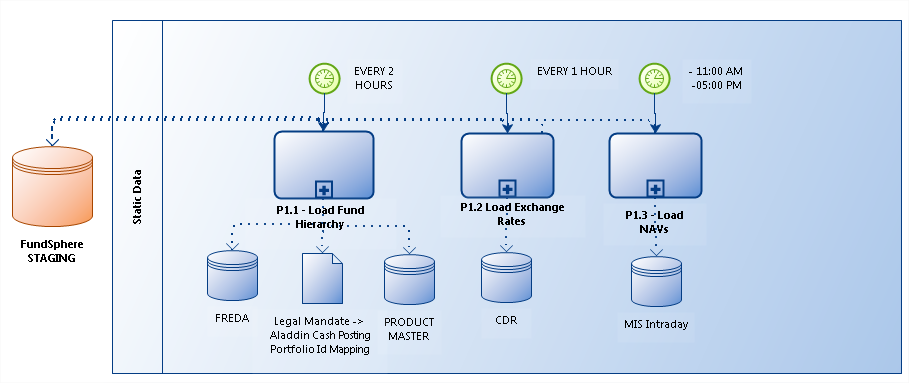 EVERY 2
HOURS
EVERY 1 HOUR
- 11:00 AM
-05:00 PM
Static Data
FundSphere
STAGING
P1.1 - Load Fund
Hierarchy
P1.2 Load Exchange
Rates
P1.3 - Load
NAVs
FREDA
Legal Mandate ->
Aladdin Cash Posting
Portfolio Id Mapping
PRODUCT
MASTER
CDR
MIS Intraday